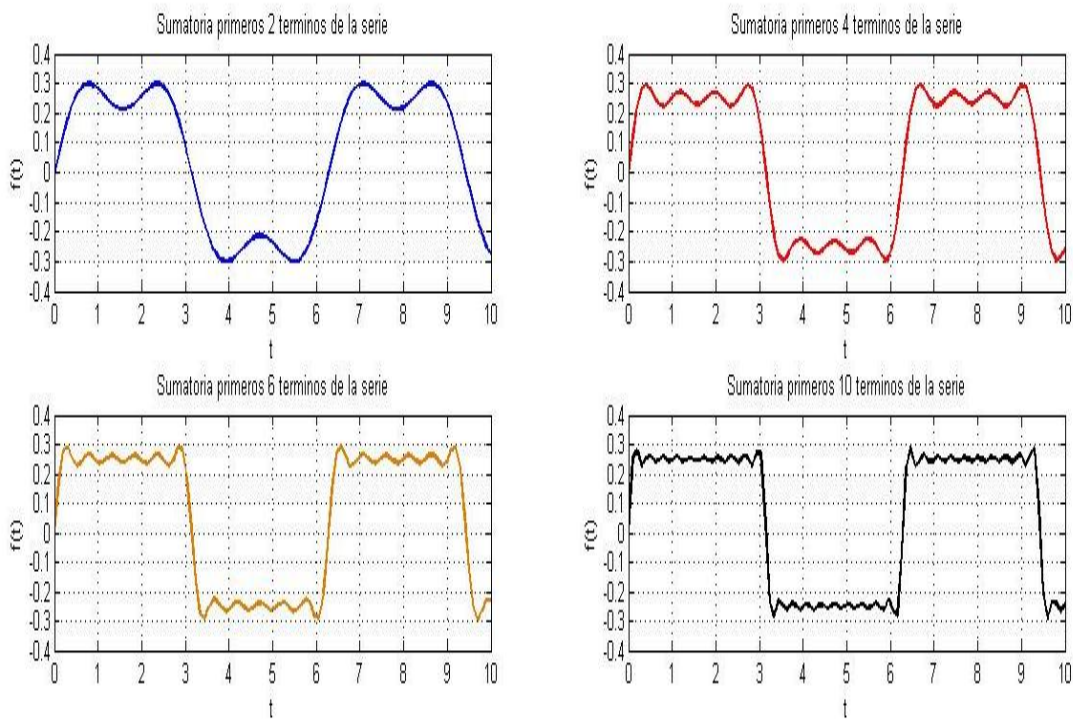 Sumatoria primeros 2 terminos de la serie
0.4
0.3
0.2
0.1
0
-0.1
-0.2
-0.3
-0.4
f(t)
0 1 2 3 4 5 6 7 8 9 10
t
Sumatoria primeros 4 terminos de la serie
0.4
0.3
0.2
0.1
0
-0.1
-0.2
-0.3
-0.4
f(t)
0 1 2 3 4 5 6 7 8 9 10
t
Sumatoria primeros 6 terminos de la serie
0.4
0.3
0.2
0.1
0
-0.1
-0.2
-0.3
-0.4
f(t)
0 1 2 3 4 5 6 7 8 9 10
t
Sumatoria primeros 10 terminos de la serie
0.4
0.3
0.2
0.1
0
-0.1
-0.2
-0.3
-0.4
f(t)
0 1 2 3 4 5 6 7 8 9 10
t